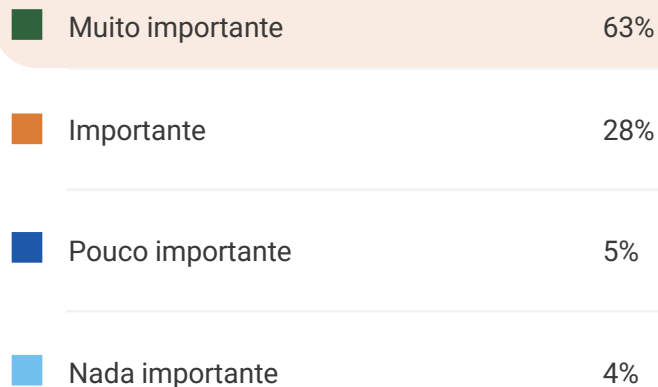 Muito importante 63%
Importante 28%
Pouco importante 5%
Nada importante 4%